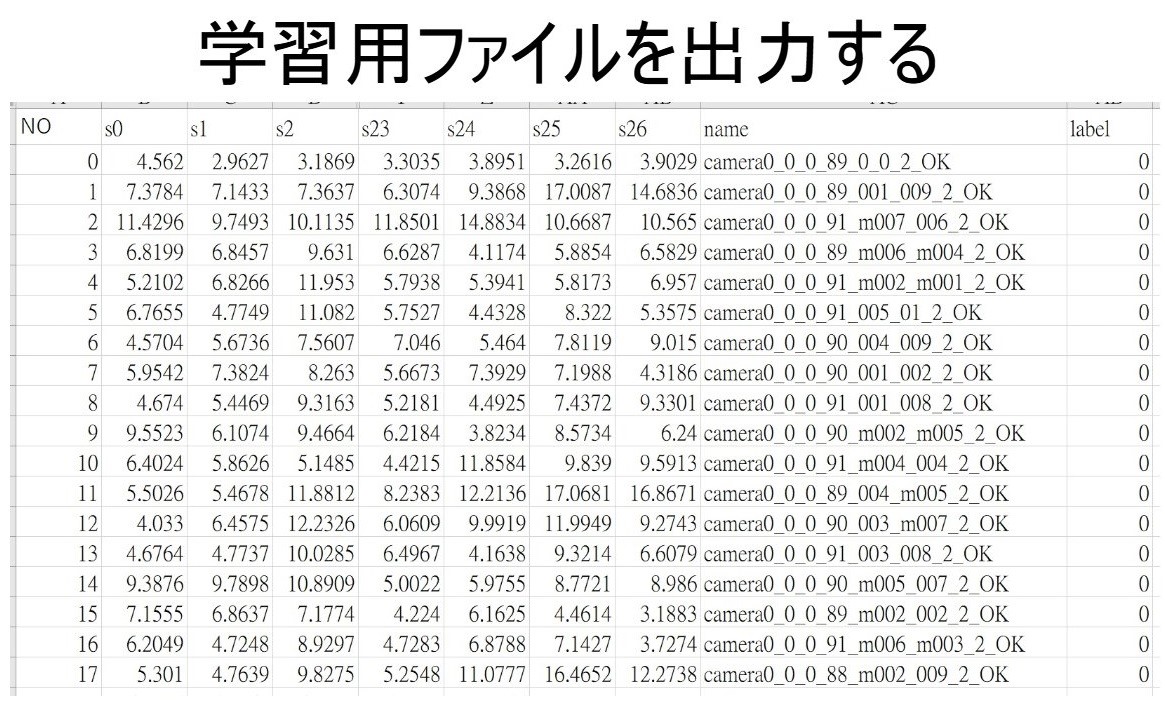 学習用ファイルを出力する
NO s0 s1 s2 s23 s24 s25 s26 name label
0 4.562 2.9627 3.1869 3.3035 3.8951 3.2616 3.9029 camera0_0_0_89_0_0_2_OK 0
1 7.3784 7.1433 7.3637 6.3074 9.3868 17.0087 14.6836 camera0_0_0_89_001_009_2_OK 0
2 11.4296 9.7493 10.1135 11.8501 14.8834 10.6687 10.565 camera0_0_0_91_m007_006_2_OK 0
3 6.8199 6.8457 9.631 6.6287 4.1174 5.8854 6.5829 camera0_0_0_89_m006_m004_2_OK 0
4 5.2102 6.8266 11.953 5.7938 5.3941 5.8173 6.957 camera0_0_0_91_m002_m001_2_OK 0
5 6.7655 4.7749 11.082 5.7527 4.4328 8.322 5.3575 camera0_0_0_91_005_01_2_OK 0
6 4.5704 5.6736 7.5607 7.046 5.464 7.8119 9.015 camera0_0_0_90_004_009_2_OK 0
7 5.9542 7.3824 8.263 5.6673 7.3929 7.1988 4.3186 camera0_0_0_90_001_002_2_OK 0
8 4.674 5.4469 9.3163 5.2181 4.4925 7.4372 9.3301 camera0_0_0_91_001_008_2_OK 0
9 9.5523 6.1074 9.4664 6.2184 3.8234 8.5734 6.24 camera0_0_0_90_m002_m005_2_OK 0
10 6.4024 5.8626 5.1485 4.4215 11.8584 9.839 9.5913 camera0_0_0_91_m004_004_2_OK 0
11 5.5026 5.4678 11.8812 8.2383 12.2136 17.0681 16.8671 camera0_0_0_89_004_m005_2_OK 0
12 4.033 6.4575 12.2326 6.0609 9.9919 11.9949 9.2743 camera0_0_0_90_003_m007_2_OK 0
13 4.6764 4.7737 10.0285 6.4967 4.1638 9.3214 6.6079 camera0_0_0_91_003_008_2_OK 0
14 9.3876 9.7898 10.8909 5.0022 5.9755 8.7721 8.986 camera0_0_0_90_m005_007_2_OK 0
15 7.1555 6.8637 7.1774 4.224 6.1625 4.4614 3.1883 camera0_0_0_89_m002_002_2_OK 0
16 6.2049 4.7248 8.9297 4.7283 6.8788 7.1427 3.7274 camera0_0_0_91_m006_m003_2_OK 0
17 5.301 4.7639 9.8275 5.2548 11.0777 16.4652 12.2738 camera0_0_0_88_m002_009_2_OK 0